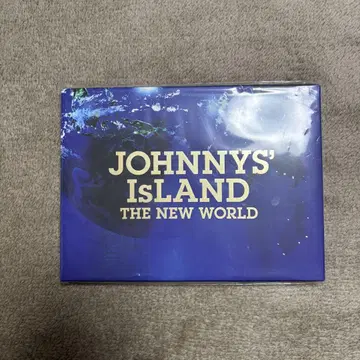 JOHNNYS'
IsLAND
THE NEW WORLD